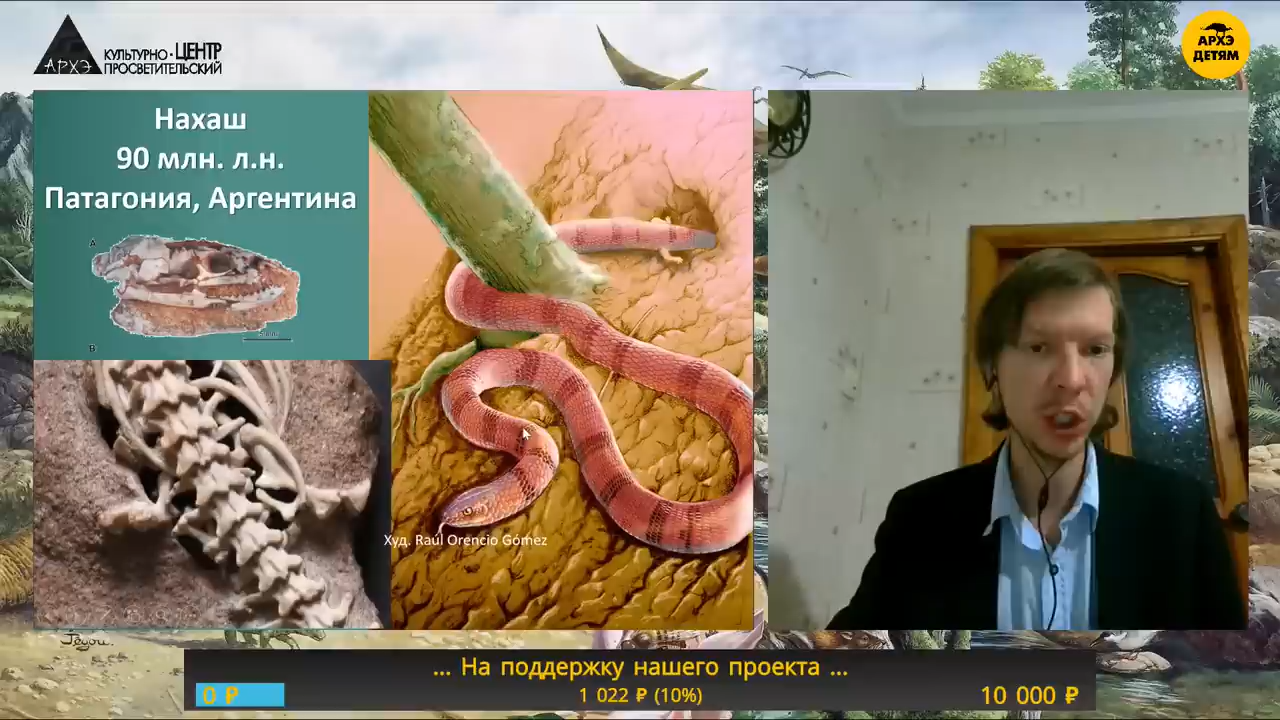 АРХЭ
КУЛЬТУРНО · ЦЕНТР
ПРОСВЕТИТЕЛЬСКИЙ
АРХЭ
ДЕТЯМ
Нахаш
90 млн. л.н.
Патагония, Аргентина
A
B
Худ. Raúl Orencio Gómez
... На поддержку нашего проекта ...
0 ₽
1 022 ₽ (10%)
10 000 ₽